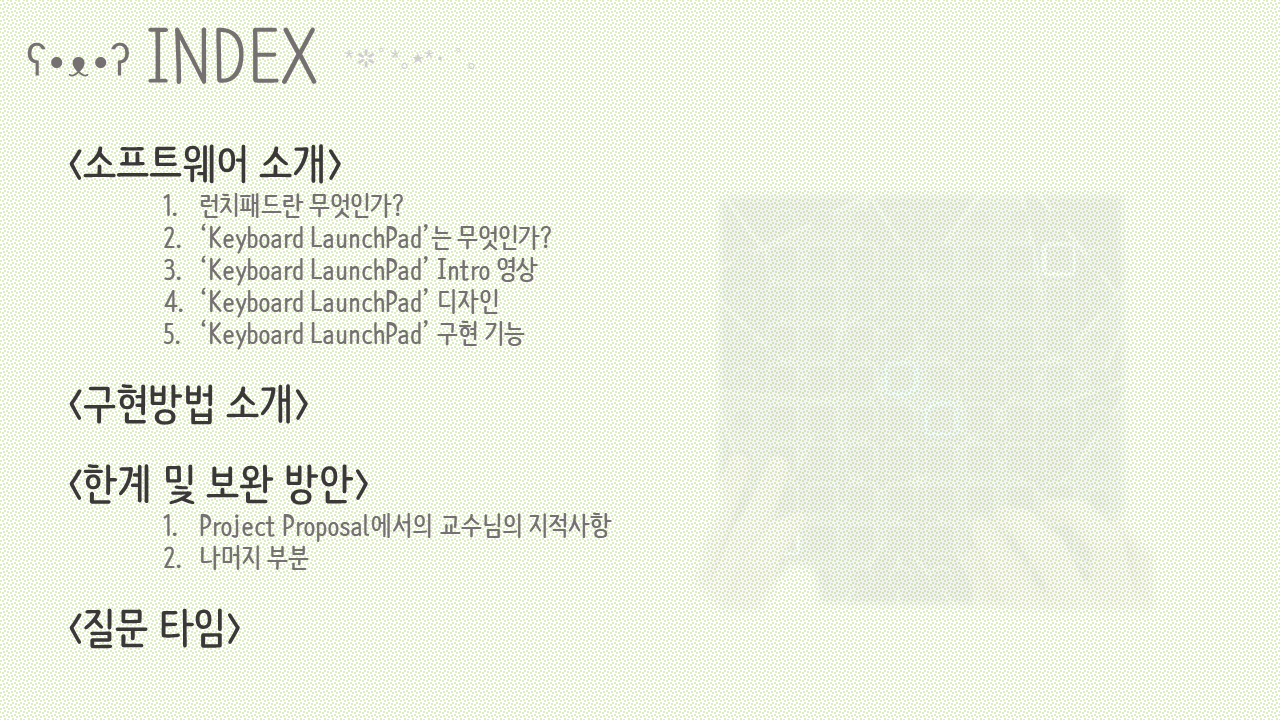 ʕ•ᴥ•ʔ INDEX *✲ﾟ*｡⋆*･ ﾟ｡
<소프트웨어 소개>
1. 런치패드란 무엇인가?
2. ‘Keyboard LaunchPad’는 무엇인가?
3. ‘Keyboard LaunchPad’ Intro 영상
4. ‘Keyboard LaunchPad’ 디자인
5. ‘Keyboard LaunchPad’ 구현 기능
<구현방법 소개>
<한계 및 보완 방안>
1. Project Proposal에서의 교수님의 지적사항
2. 나머지 부분
<질문 타임>